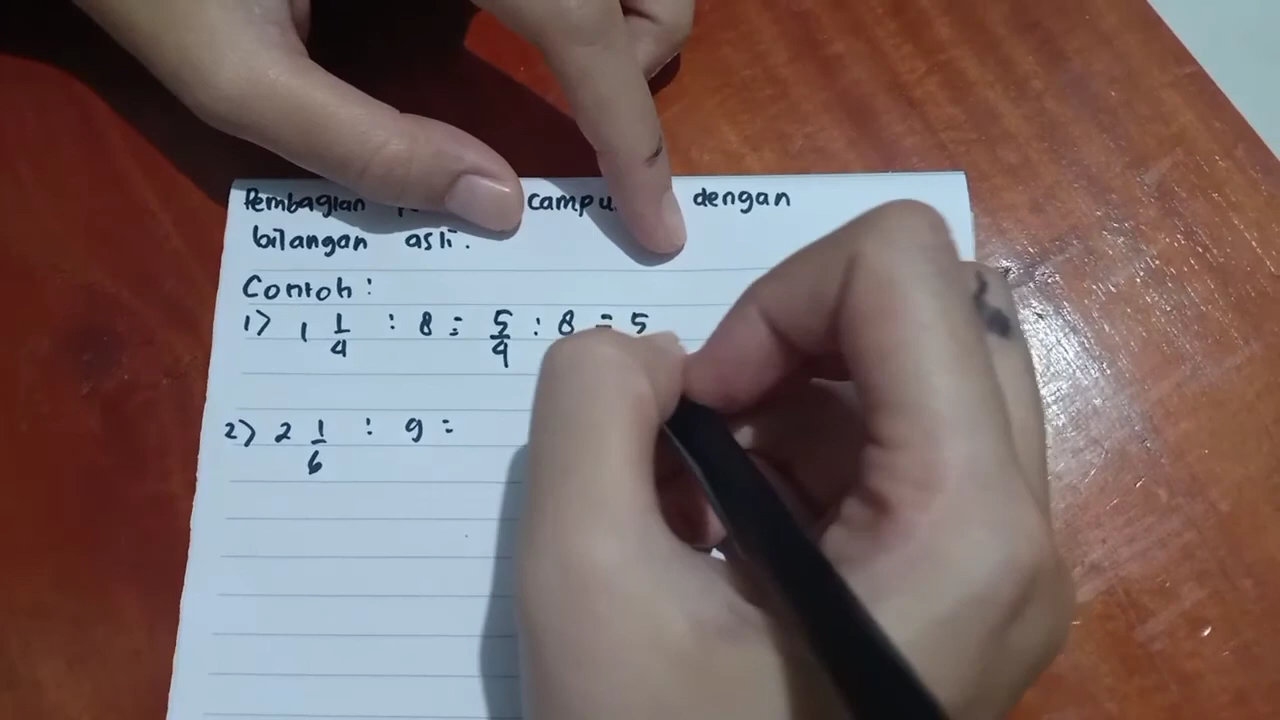 Pembagian dengan
bilangan asli.
Contoh :
1) 1 1/4 : 8 = 5/4 : 8 = 5
2) 2 1/6 : 9 =